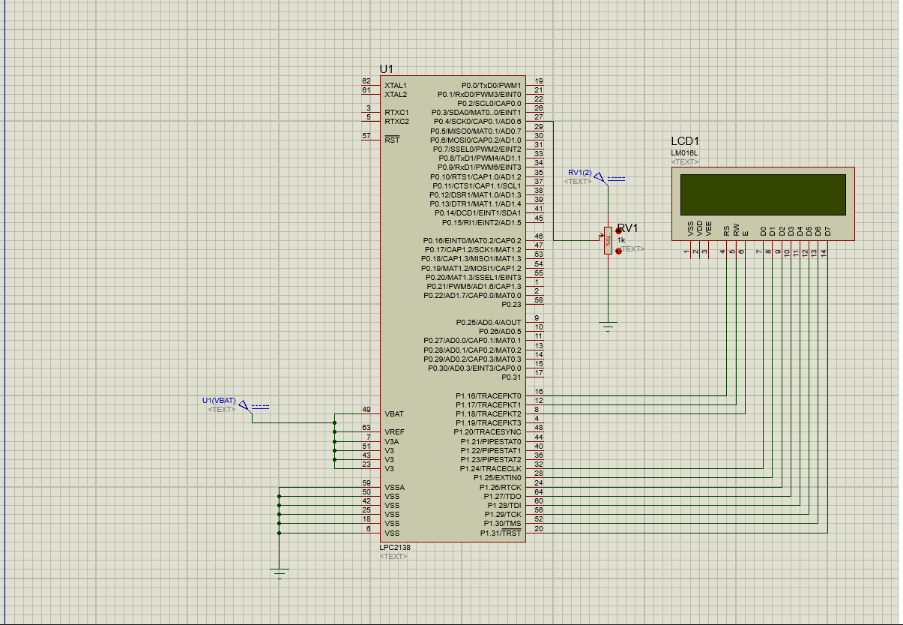 U1
62 XTAL1
61 XTAL2
3 RTXC1
5 RTXC2
57 RST
49 VBAT
63 VREF
7 V3A
51 V3
43 V3
23 V3
59 VSSA
50 VSS
42 VSS
25 VSS
18 VSS
6 VSS
P0.0/TxD0/PWM1 19
P0.1/RxD0/PWM3/EINT0 21
P0.2/SCL0/CAP0.0 22
P0.3/SDA0/MAT0..0/EINT1 26
P0.4/SCK0/CAP0.1/AD0.6 27
P0.5/MISO0/MAT0.1/AD0.7 29
P0.6/MOSI0/CAP0.2/AD1.0 30
P0.7/SSEL0/PWM2/EINT2 31
P0.8/TxD1/PWM4/AD1.1 33
P0.9/RxD1/PWM6/EINT3 34
P0.10/RTS1/CAP1.0/AD1.2 35
P0.11/CTS1/CAP1.1/SCL1 37
P0.12/DSR1/MAT1.0/AD1.3 38
P0.13/DTR1/MAT1.1/AD1.4 39
P0.14/DCD1/EINT1/SDA1 41
P0.15/RI1/EINT2/AD1.5 45
P0.16/EINT0/MAT0.2/CAP0.2 46
P0.17/CAP1.2/SCK1/MAT1.2 47
P0.18/CAP1.3/MISO1/MAT1.3 53
P0.19/MAT1.2/MOSI1/CAP1.2 54
P0.20/MAT1.3/SSEL1/EINT3 55
P0.21/PWM5/AD1.6/CAP1.3 1
P0.22/AD1.7/CAP0.0/MAT0.0 2
P0.23 58
P0.25/AD0.4/AOUT 9
P0.26/AD0.5 10
P0.27/AD0.0/CAP0.1/MAT0.1 11
P0.28/AD0.1/CAP0.2/MAT0.2 13
P0.29/AD0.2/CAP0.3/MAT0.3 14
P0.30/AD0.3/EINT3/CAP0.0 15
P0.31 17
P1.16/TRACEPKT0 16
P1.17/TRACEPKT1 12
P1.18/TRACEPKT2 8
P1.19/TRACEPKT3 4
P1.20/TRACESYNC 48
P1.21/PIPESTAT0 44
P1.22/PIPESTAT1 40
P1.23/PIPESTAT2 36
P1.24/TRACECLK 32
P1.25/EXTIN0 28
P1.26/RTCK 24
P1.27/TDO 64
P1.28/TDI 60
P1.29/TCK 56
P1.30/TMS 52
P1.31/TRST 20
LPC2138
<TEXT>
U1(VBAT)
<TEXT>
RV1(2)
<TEXT>
RV1
1k
<TEXT>
LCD1
LM016L
<TEXT>
VSS VDD VEE RS RW E D0 D1 D2 D3 D4 D5 D6 D7
1 2 3 4 5 6 7 8 9 10 11 12 13 14